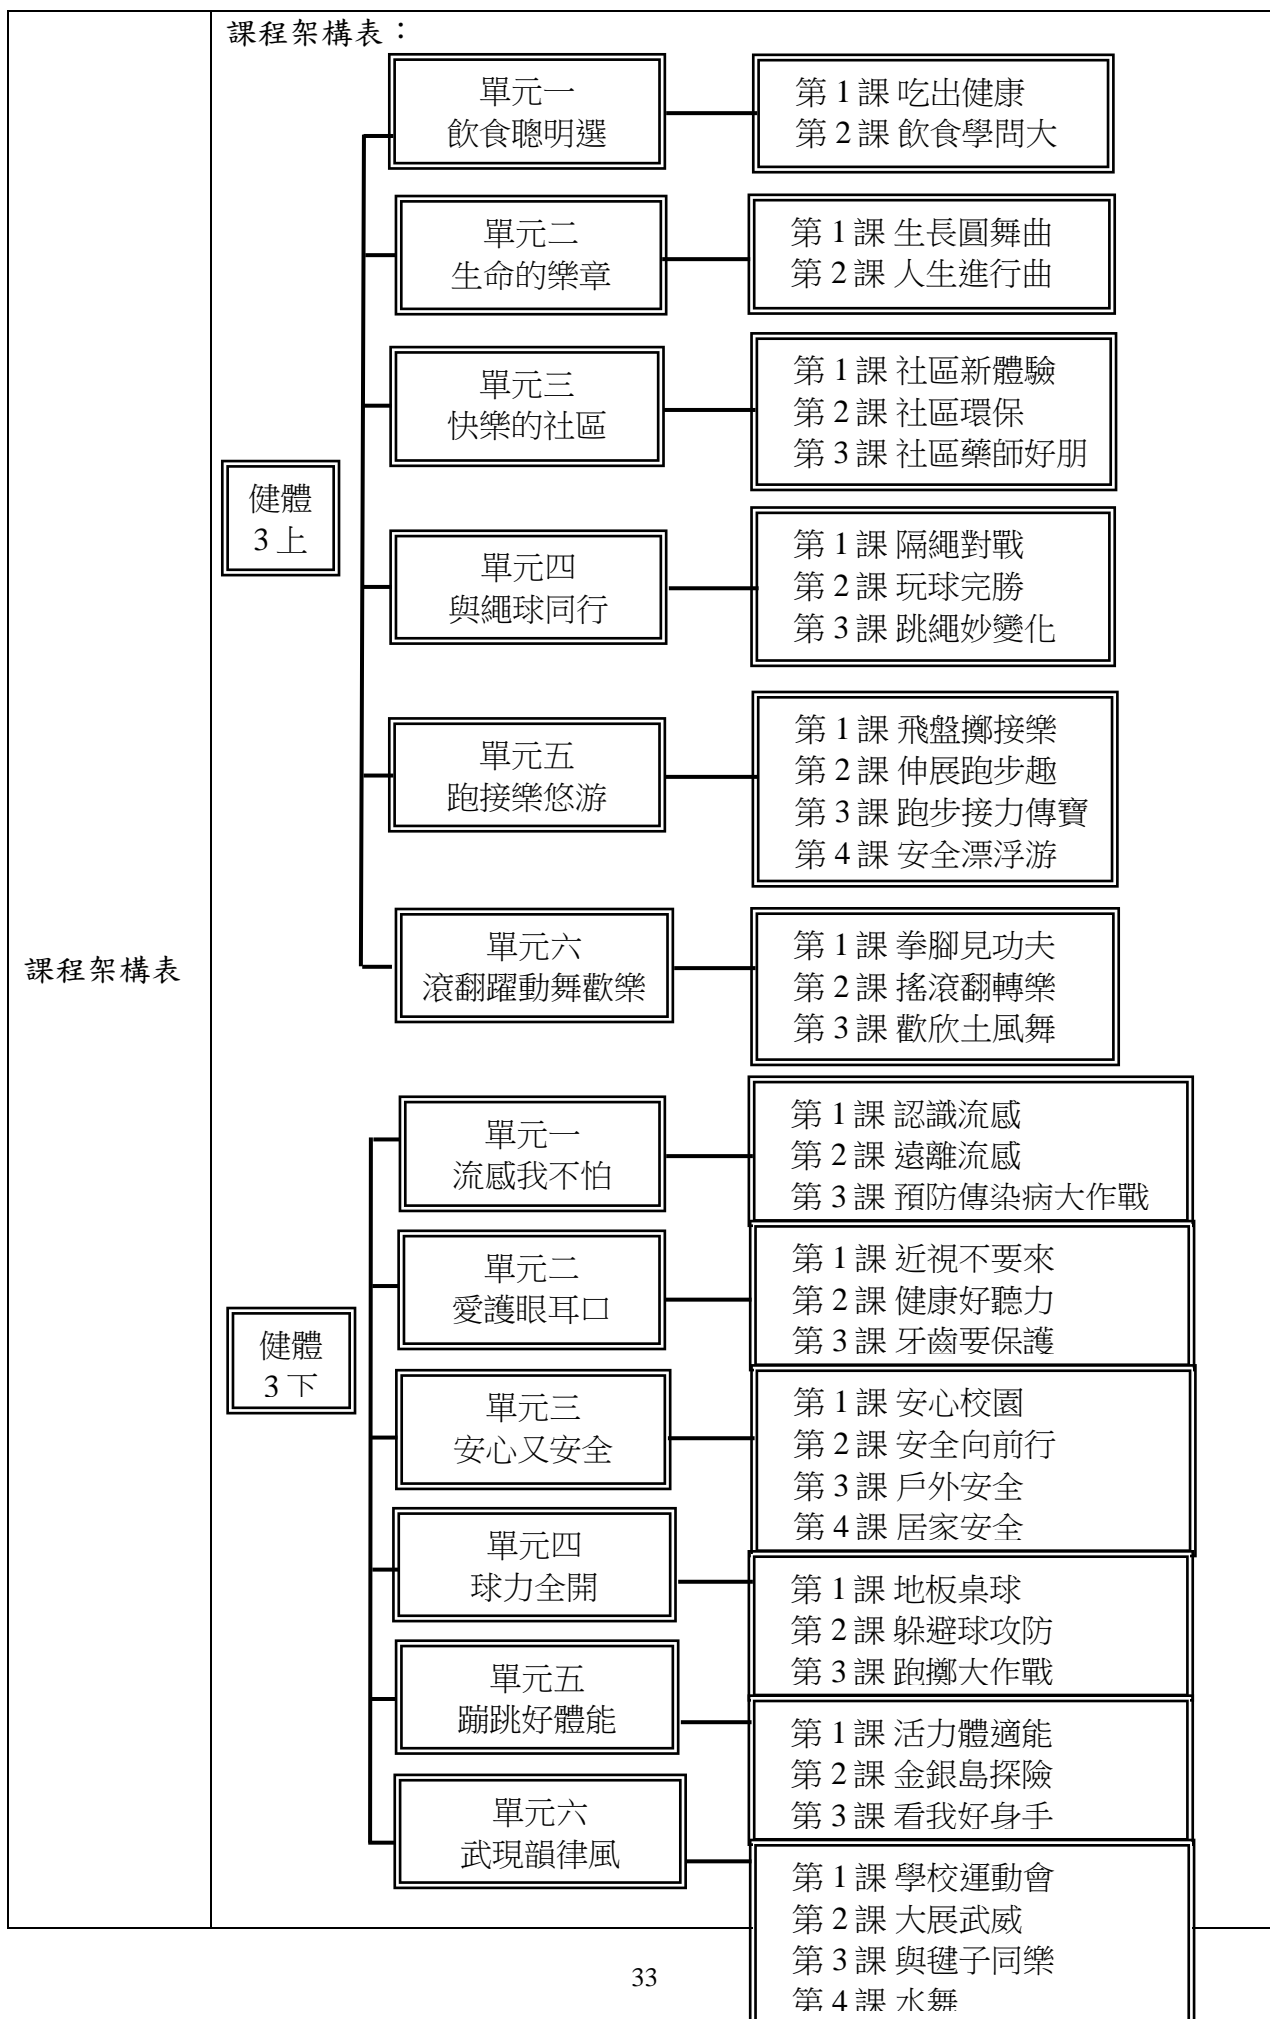 課程架構表
課程架構表：
健體
3上
單元一
飲食聰明選
第1課 吃出健康
第2課 飲食學問大
單元二
生命的樂章
第1課 生長圓舞曲
第2課 人生進行曲
單元三
快樂的社區
第1課 社區新體驗
第2課 社區環保
第3課 社區藥師好朋
單元四
與繩球同行
第1課 隔繩對戰
第2課 玩球完勝
第3課 跳繩妙變化
單元五
跑接樂悠游
第1課 飛盤擲接樂
第2課 伸展跑步趣
第3課 跑步接力傳寶
第4課 安全漂浮游
單元六
滾翻躍動舞歡樂
第1課 拳腳見功夫
第2課 搖滾翻轉樂
第3課 歡欣土風舞
健體
3下
單元一
流感我不怕
第1課 認識流感
第2課 遠離流感
第3課 預防傳染病大作戰
單元二
愛護眼耳口
第1課 近視不要來
第2課 健康好聽力
第3課 牙齒要保護
單元三
安心又安全
第1課 安心校園
第2課 安全向前行
第3課 戶外安全
第4課 居家安全
單元四
球力全開
第1課 地板桌球
第2課 躲避球攻防
第3課 跑擲大作戰
單元五
蹦跳好體能
第1課 活力體適能
第2課 金銀島探險
第3課 看我好身手
單元六
武現韻律風
第1課 學校運動會
第2課 大展武威
第3課 與毽子同樂
第4課 水舞
33